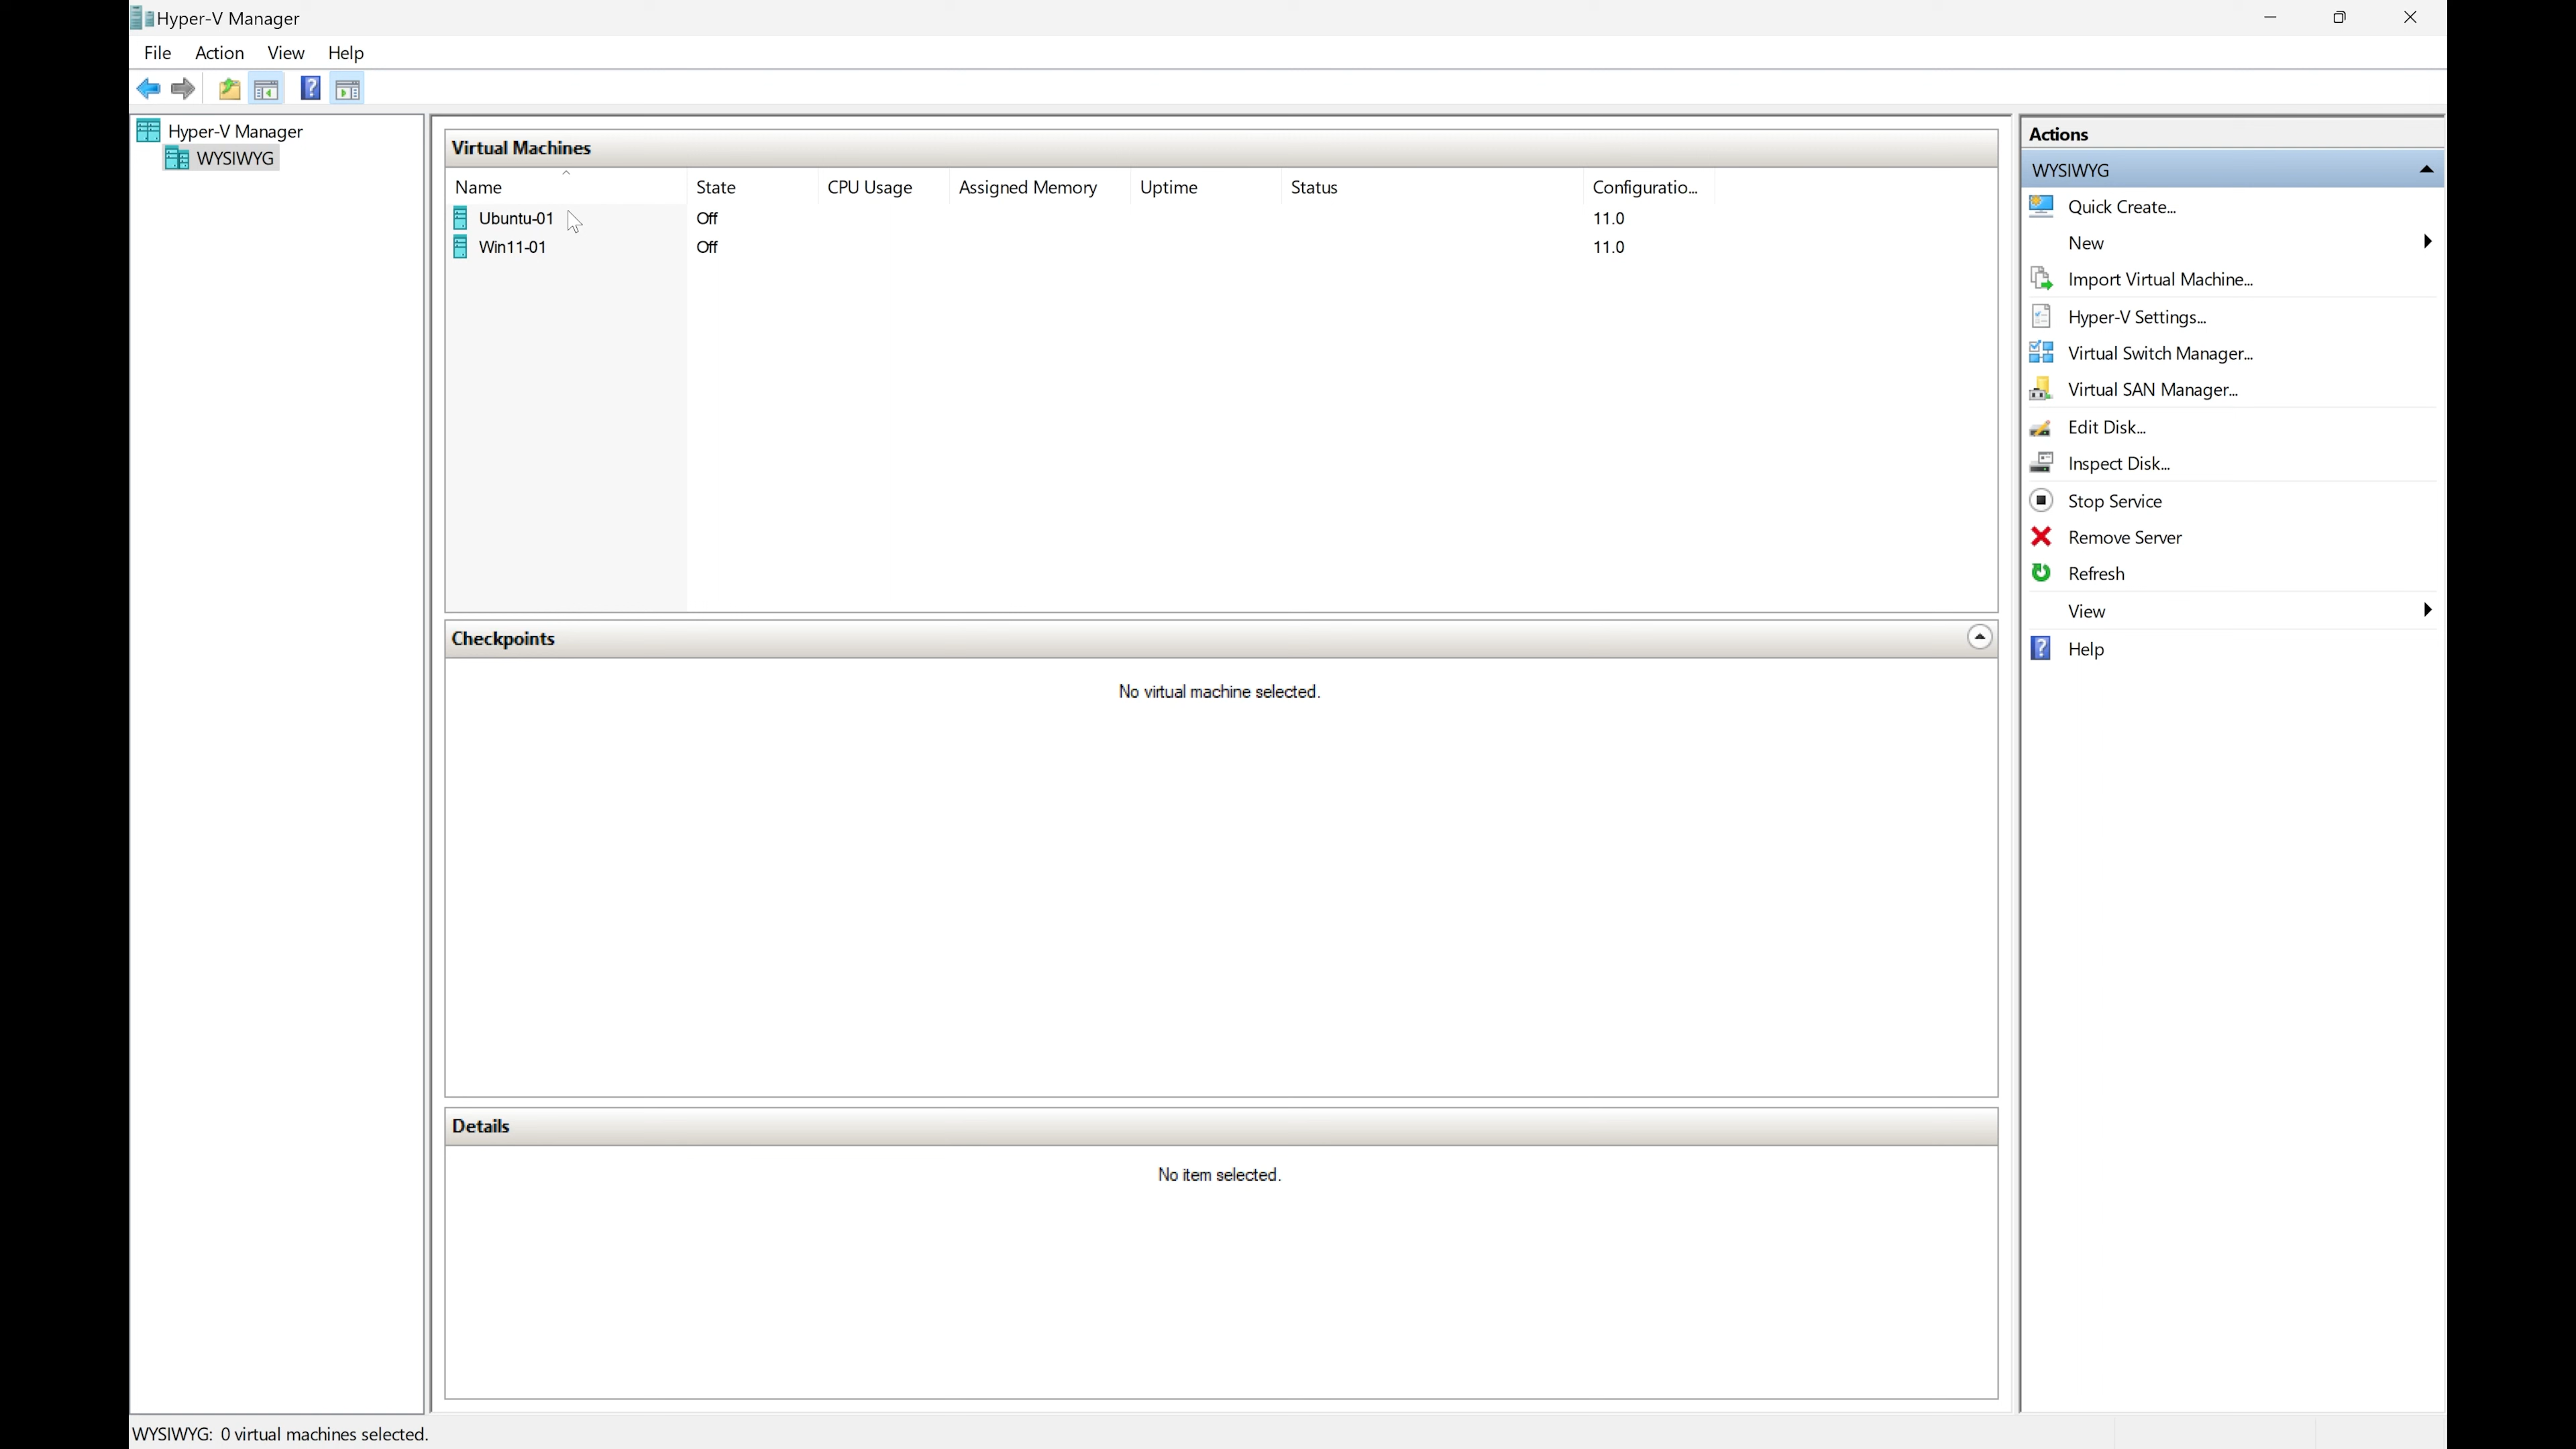 Hyper-V Manager
File Action View Help
Hyper-V Manager
WYSIWYG
Virtual Machines
Name State CPU Usage Assigned Memory Uptime Status Configuratio...
Ubuntu-01 Off 11.0
Win11-01 Off 11.0
Checkpoints
No virtual machine selected.
Details
No item selected.
Actions
WYSIWYG
Quick Create...
New
Import Virtual Machine...
Hyper-V Settings...
Virtual Switch Manager...
Virtual SAN Manager...
Edit Disk...
Inspect Disk...
Stop Service
Remove Server
Refresh
View
Help
WYSIWYG: 0 virtual machines selected.